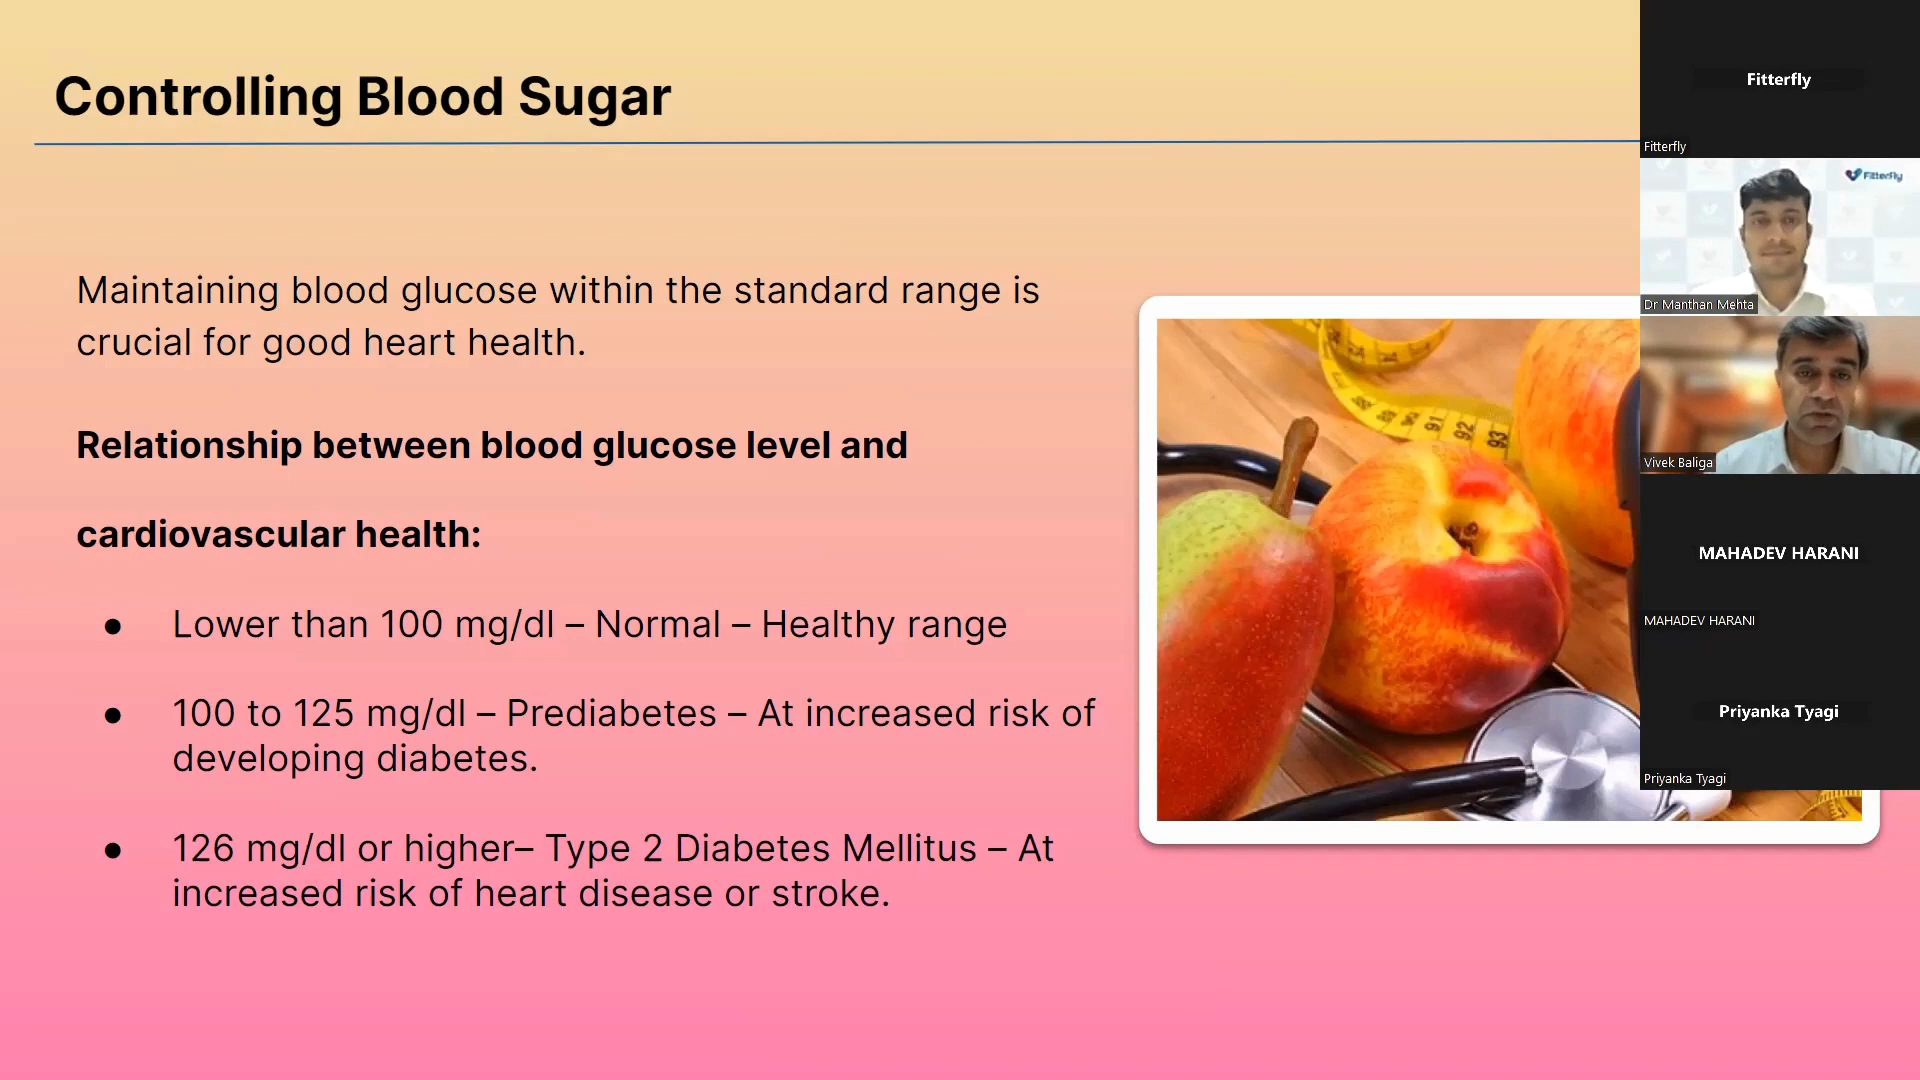 Controlling Blood Sugar
Maintaining blood glucose within the standard range is
crucial for good heart health.
Relationship between blood glucose level and
cardiovascular health:
● Lower than 100 mg/dl – Normal – Healthy range
● 100 to 125 mg/dl – Prediabetes – At increased risk of
developing diabetes.
● 126 mg/dl or higher– Type 2 Diabetes Mellitus – At
increased risk of heart disease or stroke.
91 92 93
Fitterfly
Fitterfly
Fitterfly
Dr Manthan Mehta
Vivek Baliga
MAHADEV HARANI
MAHADEV HARANI
Priyanka Tyagi
Priyanka Tyagi